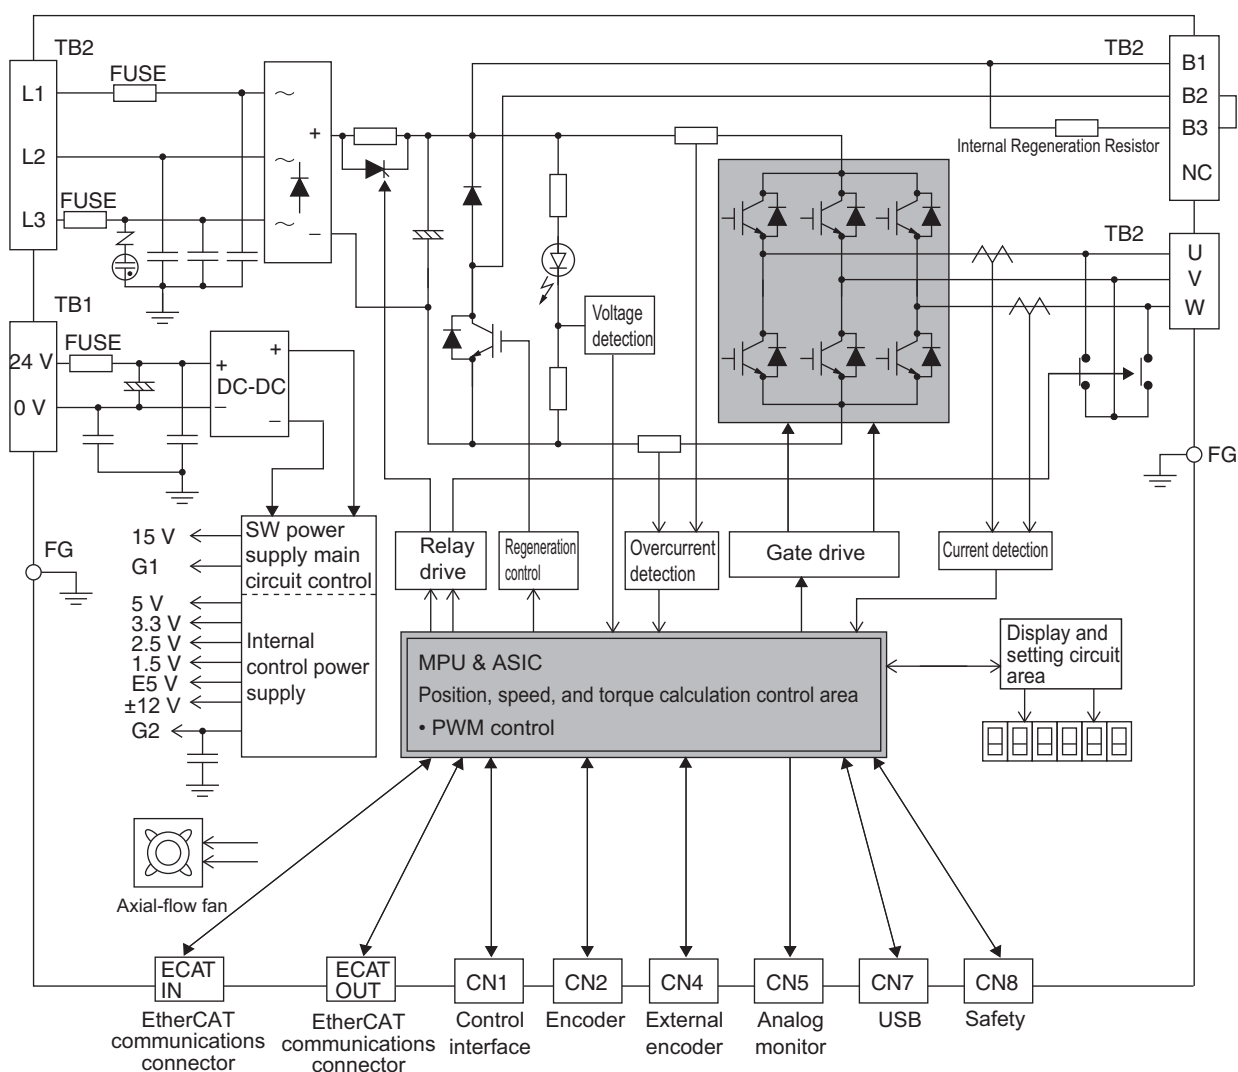 TB2
FUSE
L1
L2
FUSE
L3
+
−
TB2
B1
B2
B3
Internal Regeneration Resistor
NC
TB2
U
V
W
TB1
FUSE
24 V
0 V
+
+
DC-DC
−
−
Voltage
detection
FG
FG
15 V
G1
5 V
3.3 V
2.5 V
1.5 V
E5 V
±12 V
G2
SW power
supply main
circuit control
Internal
control power
supply
Relay
drive
Regeneration
control
Overcurrent
detection
Gate drive
Current detection
MPU & ASIC
Position, speed, and torque calculation control area
• PWM control
Display and
setting circuit
area
Axial-flow fan
ECAT
IN
EtherCAT
communications
connector
ECAT
OUT
EtherCAT
communications
connector
CN1
Control
interface
CN2
Encoder
CN4
External
encoder
CN5
Analog
monitor
CN7
USB
CN8
Safety